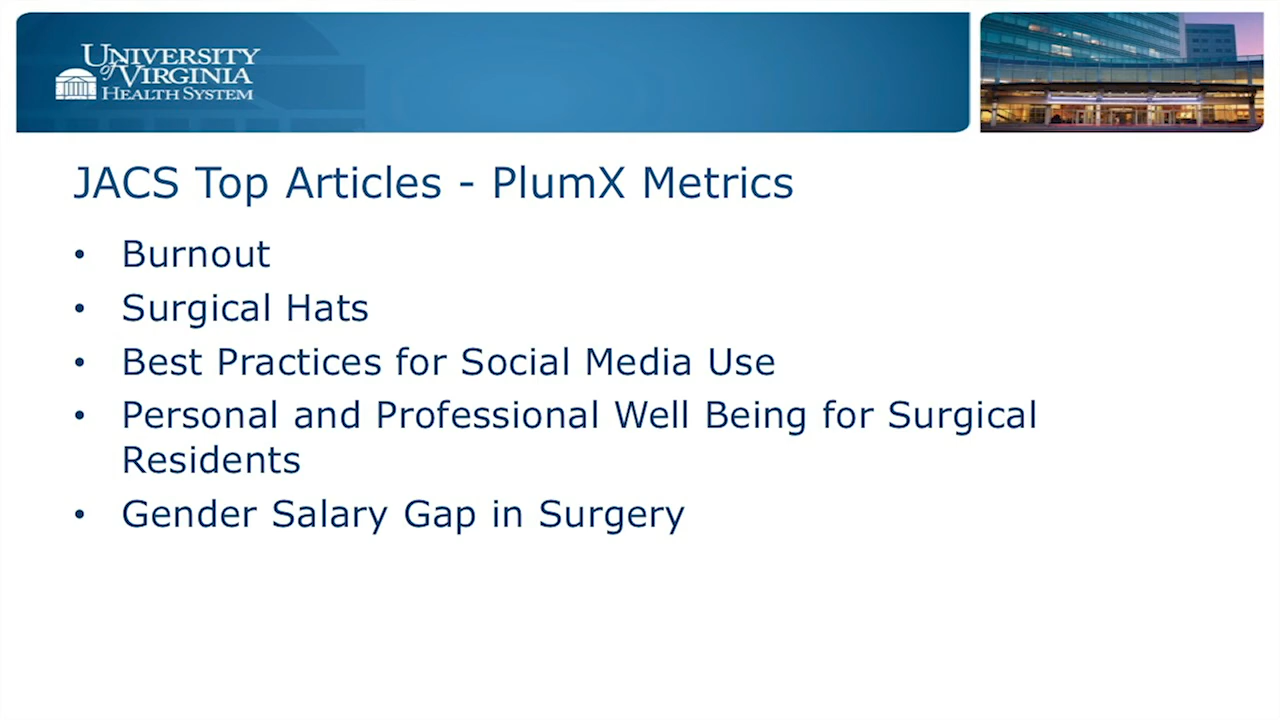 UNIVERSITY
of VIRGINIA
HEALTH SYSTEM
JACS Top Articles - PlumX Metrics
• Burnout
• Surgical Hats
• Best Practices for Social Media Use
• Personal and Professional Well Being for Surgical
Residents
• Gender Salary Gap in Surgery